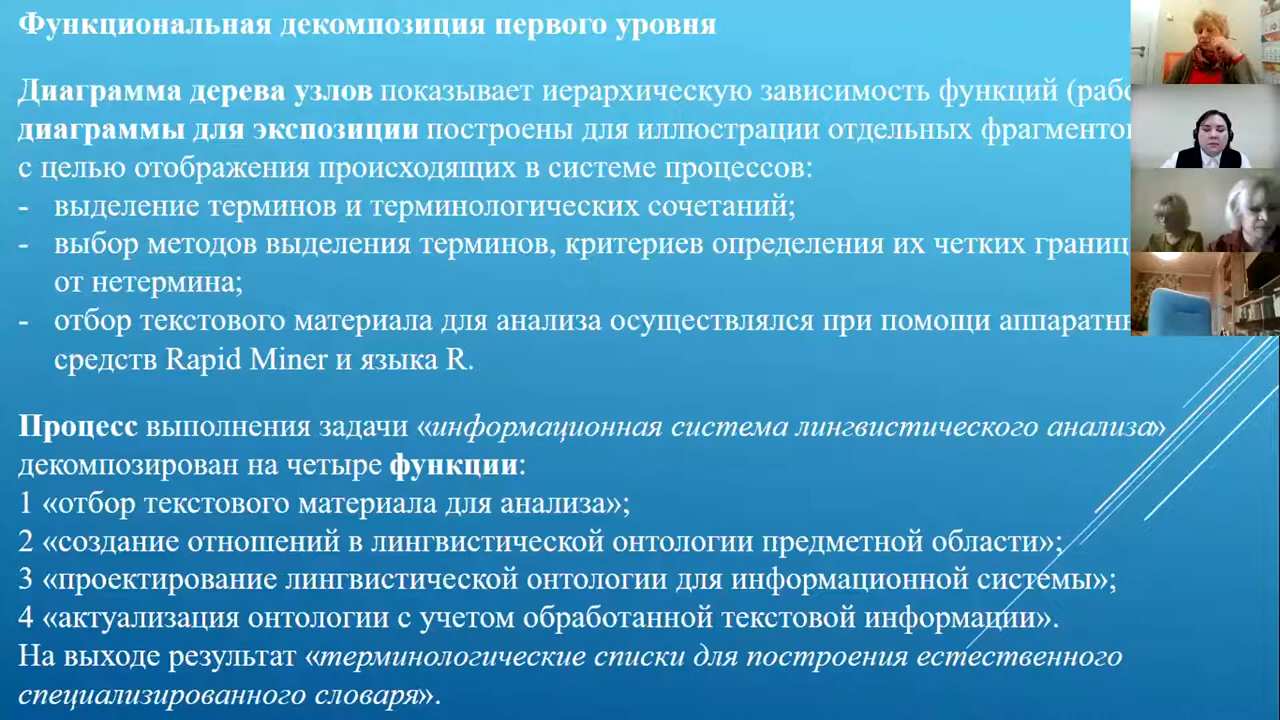 Функциональная декомпозиция первого уровня
Диаграмма дерева узлов показывает иерархическую зависимость функций
диаграммы для экспозиции построены для иллюстрации отдельных
с целью отображения происходящих в системе процессов:
- выделение терминов и терминологических сочетаний;
- выбор методов выделения терминов, критериев определения их четких границ
от нетермина;
- отбор текстового материала для анализа осуществлялся при помощи
средств Rapid Miner и языка R.
Процесс выполнения задачи «информационная система лингвистического анализа»
декомпозирован на четыре функции:
1 «отбор текстового материала для анализа»;
2 «создание отношений в лингвистической онтологии предметной области»;
3 «проектирование лингвистической онтологии для информационной системы»;
4 «актуализация онтологии с учетом обработанной текстовой информации».
На выходе результат «терминологические списки для построения естественного
специализированного словаря».